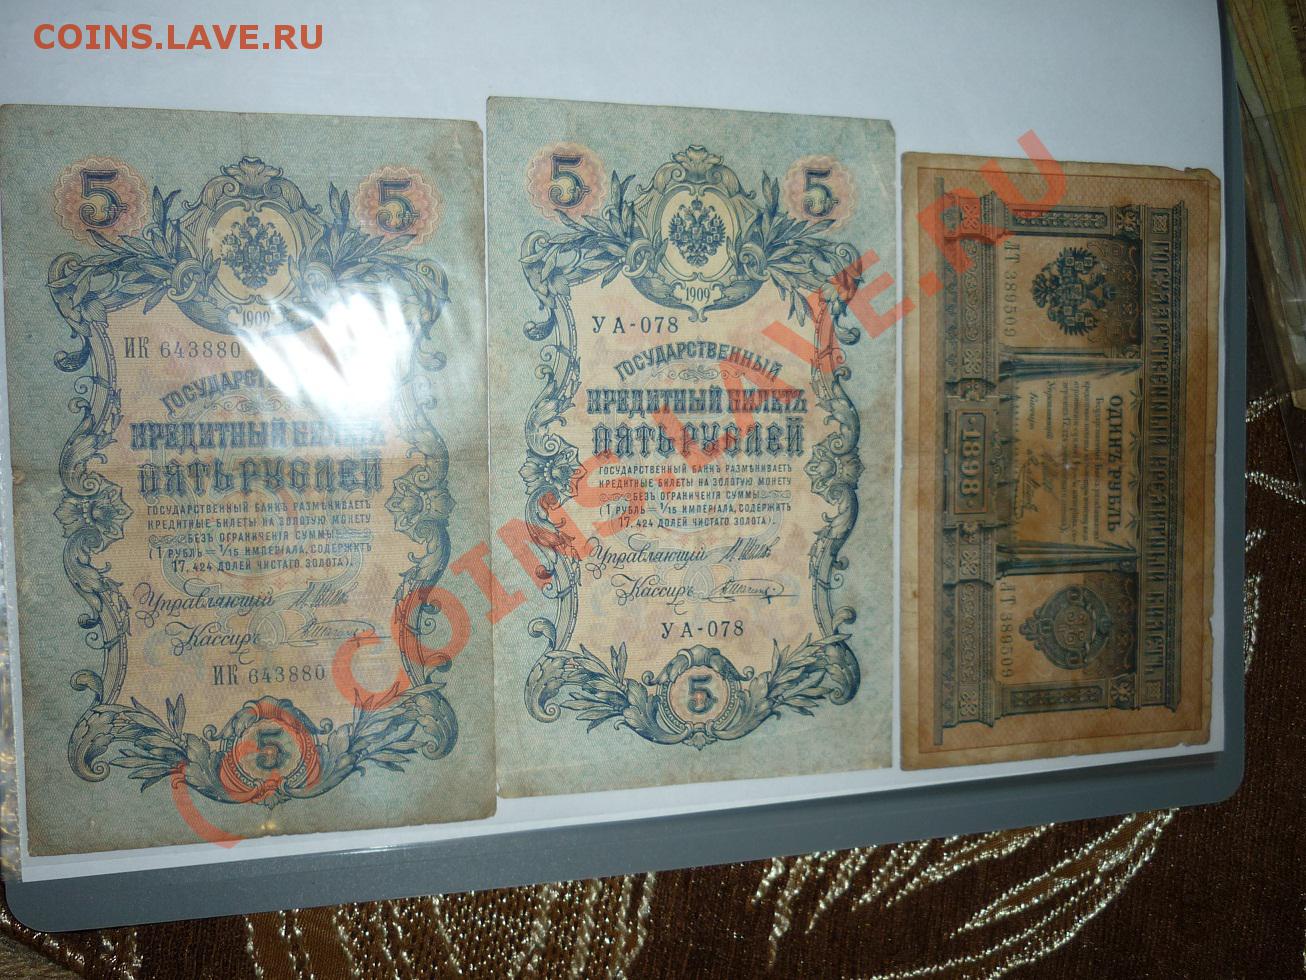 COINS.LAVE.RU
5 5
1909
ИК 643880
ГОСУДАРСТВЕННЫЙ
КРЕДИТНЫЙ БИЛЕТЪ
ПЯТЬ РУБЛЕЙ
ГОСУДАРСТВЕННЫЙ БАНКЪ РАЗМѢНИВАЕТЪ
КРЕДИТНЫЕ БИЛЕТЫ НА ЗОЛОТУЮ МОНЕТУ
БЕЗЪ ОГРАНИЧЕНІЯ СУММЫ
(1 РУБЛЬ = 1/15 ИМПЕРІАЛА, СОДЕРЖИТЪ
17,424 ДОЛЕЙ ЧИСТАГО ЗОЛОТА).
Управляющій
Кассиръ
ИК 643880
5
5 5
1909
УА-078
ГОСУДАРСТВЕННЫЙ
КРЕДИТНЫЙ БИЛЕТЪ
ПЯТЬ РУБЛЕЙ
ГОСУДАРСТВЕННЫЙ БАНКЪ РАЗМѢНИВАЕТЪ
КРЕДИТНЫЕ БИЛЕТЫ НА ЗОЛОТУЮ МОНЕТУ
БЕЗЪ ОГРАНИЧЕНІЯ СУММЫ
(1 РУБЛЬ = 1/15 ИМПЕРІАЛА, СОДЕРЖИТЪ
17,424 ДОЛЕЙ ЧИСТАГО ЗОЛОТА).
Управляющій
Кассиръ
УА-078
5
ГОСУДАРСТВЕННЫЙ КРЕДИТНЫЙ БИЛЕТЪ
ОДИНЪ РУБЛЬ
389509
389509
1898
(C) COINS.LAVE.RU